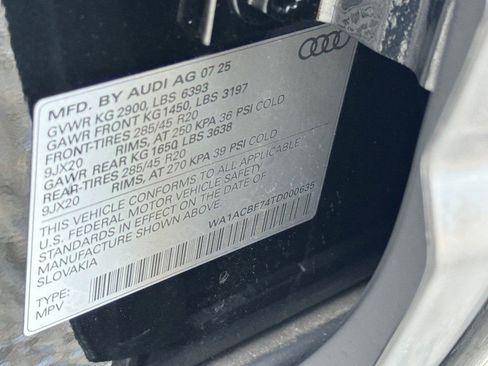 MFD. BY AUDI AG 07 25
GVWR KG 2900, LBS 6393
GAWR FRONT KG 1450, LBS 3197
FRONT-TIRES 285/45 R20
9JX20 RIMS, AT 250 KPA 36 PSI COLD
GAWR REAR KG 1650 LBS 3638
REAR-TIRES 285/45 R20
9JX20 RIMS, AT 270 KPA 39 PSI COLD
THIS VEHICLE CONFORMS TO ALL APPLICABLE
U.S. FEDERAL MOTOR VEHICLE SAFETY
STANDARDS IN EFFECT ON THE DATE OF
MANUFACTURE SHOWN ABOVE
SLOVAKIA
WA1ACBF74TD000635
TYPE:
MPV